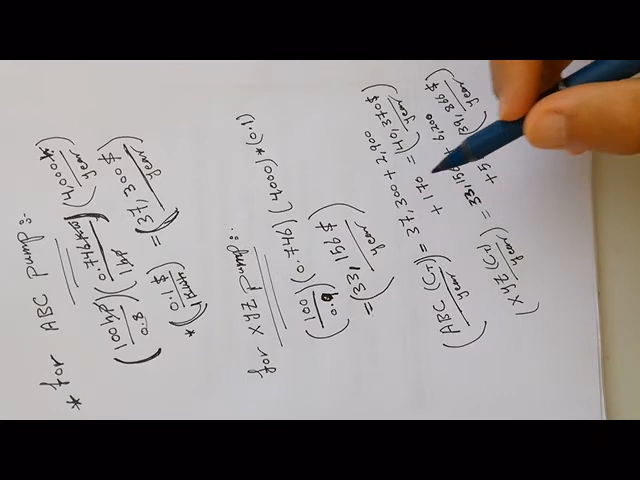 * for ABC Pump:-
(100hp/0.8) (0.746kw/1hp) (4000hr/year)
* (0.1$/1kwh) = (37,300$/year)
for XYZ Pump:-
(100/0.9) (0.746) (4000) * (0.1)
= (33,156$/year)
(ABC (CT)/year) = 37,300 + 2,900
+ 170 = (40,370$/year)
(XYZ (CT)/year) = 33,156 + 6,200
+ 5 (39,866$/year)